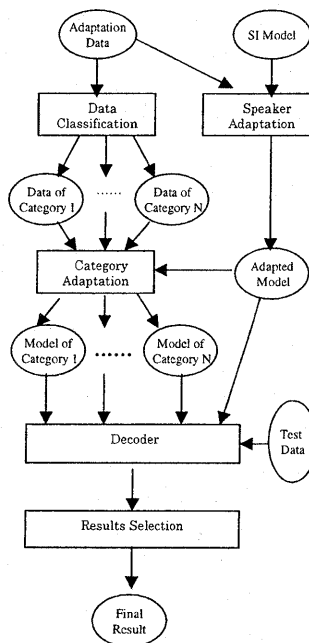 Adaptation
Data
SI Model
Data
Classification
Speaker
Adaptation
Data of
Category 1
......
Data of
Category N
Category
Adaptation
Adapted
Model
Model of
Category 1
......
Model of
Category N
Decoder
Test
Data
Results Selection
Final
Result